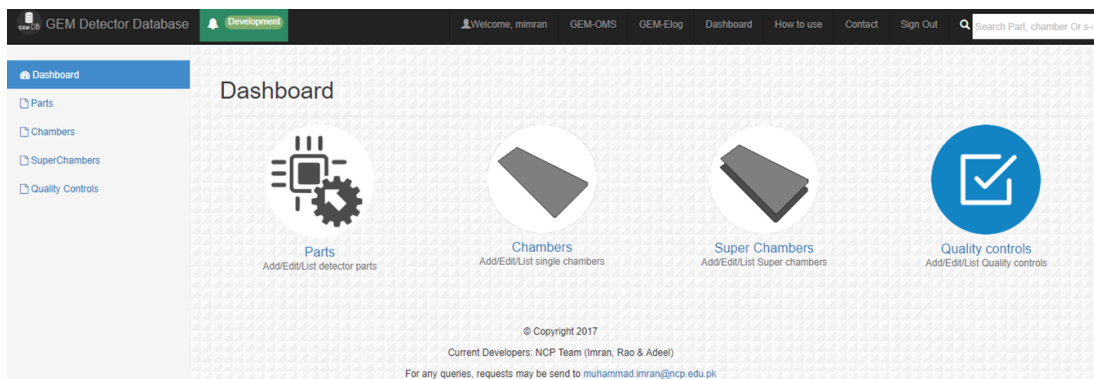 GEM DB GEM Detector Database Development Welcome, mimran GEM-OMS GEM-Elog Dashboard How to use Contact Sign Out Search Part, chamber Or s
Dashboard
Parts
Chambers
SuperChambers
Quality Controls
Dashboard
Parts
Add/Edit/List detector parts
Chambers
Add/Edit/List single chambers
Super Chambers
Add/Edit/List Super chambers
Quality controls
Add/Edit/List Quality controls
© Copyright 2017
Current Developers: NCP Team (Imran, Rao & Adeel)
For any queries, requests may be send to muhammad.imran@ncp.edu.pk